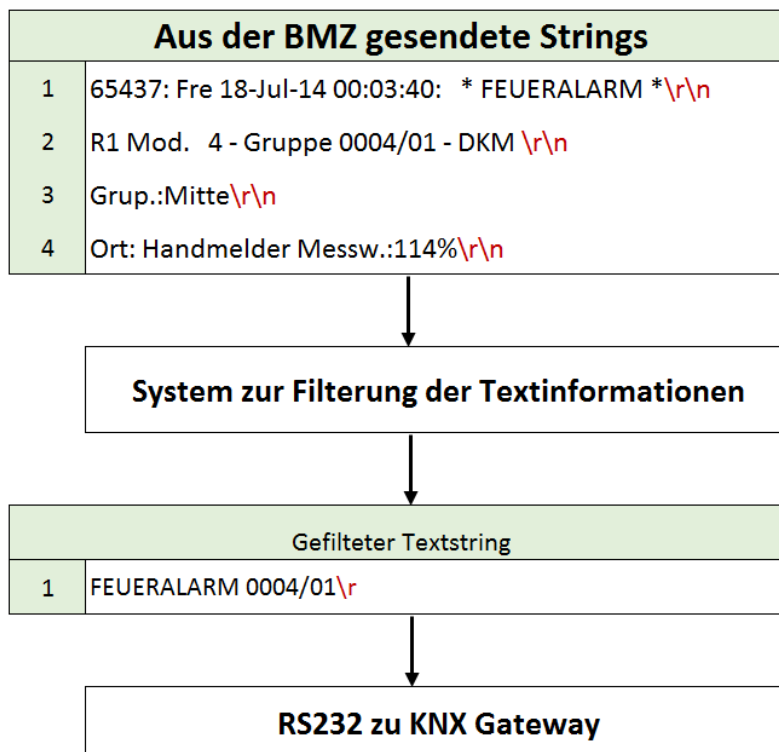 Aus der BMZ gesendete Strings
1 65437: Fre 18-Jul-14 00:03:40:   * FEUERALARM *\r\n
2 R1 Mod.   4 - Gruppe 0004/01 - DKM \r\n
3 Grup.:Mitte\r\n
4 Ort: Handmelder Messw.:114%\r\n
System zur Filterung der Textinformationen
Gefilteter Textstring
1 FEUERALARM 0004/01\r
RS232 zu KNX Gateway